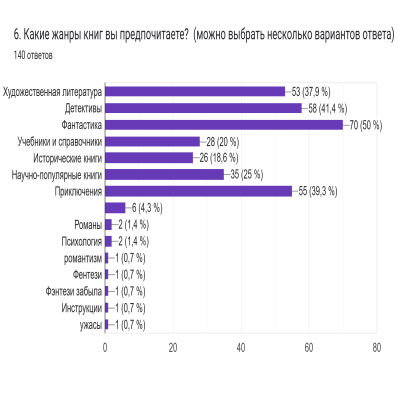 6. Какие жанры книг вы предпочитаете? (можно выбрать несколько вариантов ответа)
140 ответов
Художественная литература 53 (37,9 %)
Детективы 58 (41,4 %)
Фантастика 70 (50 %)
Учебники и справочники 28 (20 %)
Исторические книги 26 (18,6 %)
Научно-популярные книги 35 (25 %)
Приключения 55 (39,3 %)
6 (4,3 %)
Романы 2 (1,4 %)
Психология 2 (1,4 %)
романтизм 1 (0,7 %)
Фентези 1 (0,7 %)
Фэнтези забыла 1 (0,7 %)
Инструкции 1 (0,7 %)
ужасы 1 (0,7 %)
0 20 40 60 80